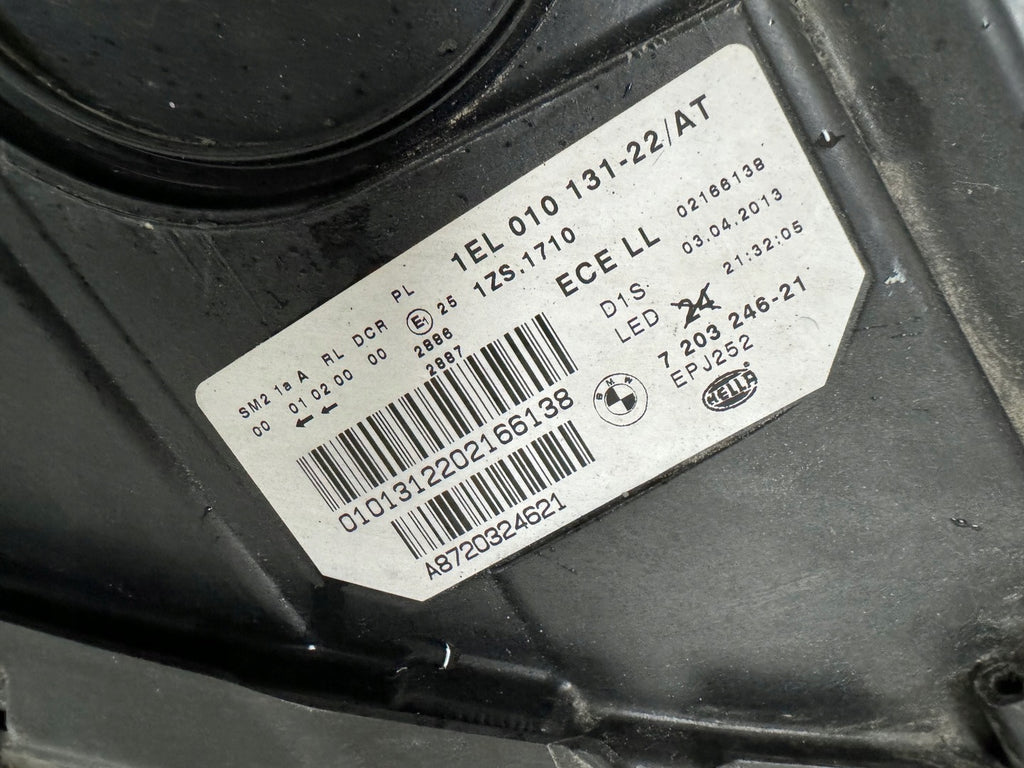 1EL 010 131-22/AT
1ZS.1710
ECE LL
02166138
03.04.2013
21:32:05
PL
SM2 1a A RL DCR E1 25
00 01 02 00 00 2886
← ← 2887
D1S
LED 24
7 203 246-21
EPJ252
BMW
HELLA
0101312202166138
A8720324621